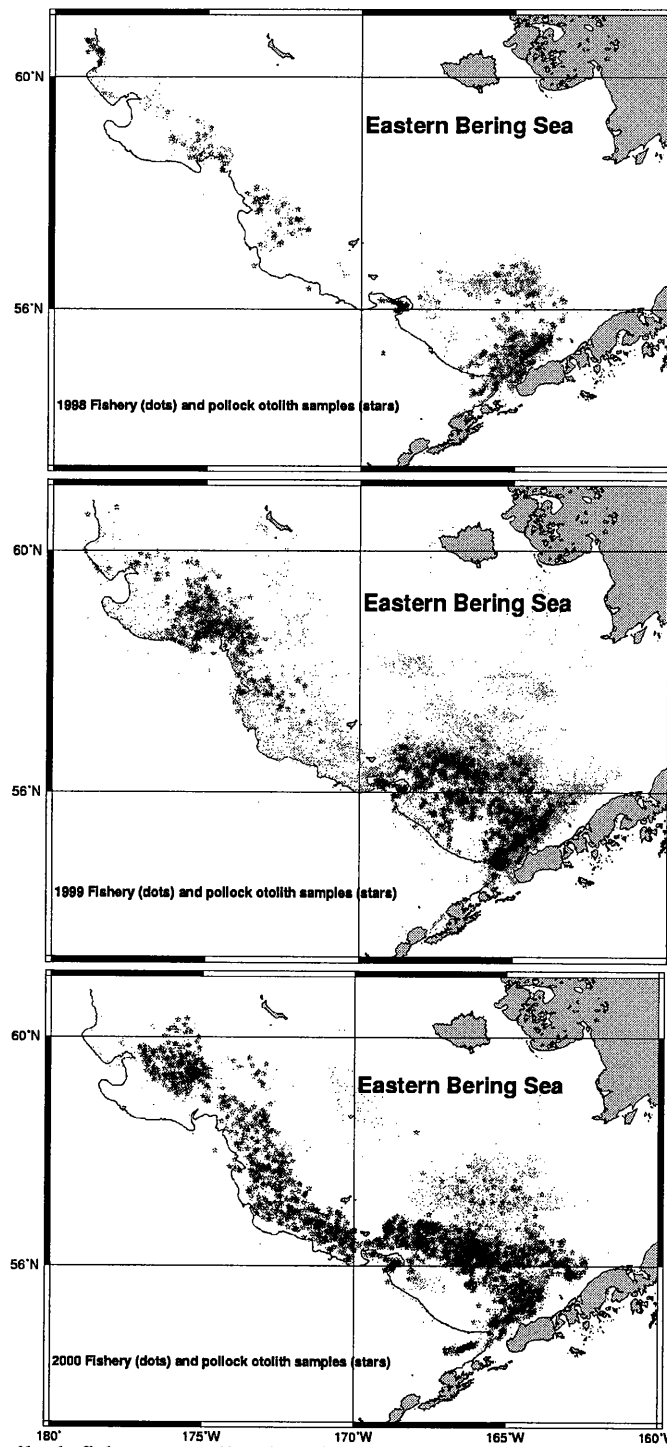 60°N
Eastern Bering Sea
56°N
1998 Fishery (dots) and pollock otolith samples (stars)
60°N
Eastern Bering Sea
56°N
1999 Fishery (dots) and pollock otolith samples (stars)
60°N
Eastern Bering Sea
56°N
2000 Fishery (dots) and pollock otolith samples (stars)
180° 175°W 170°W 165°W 160°W